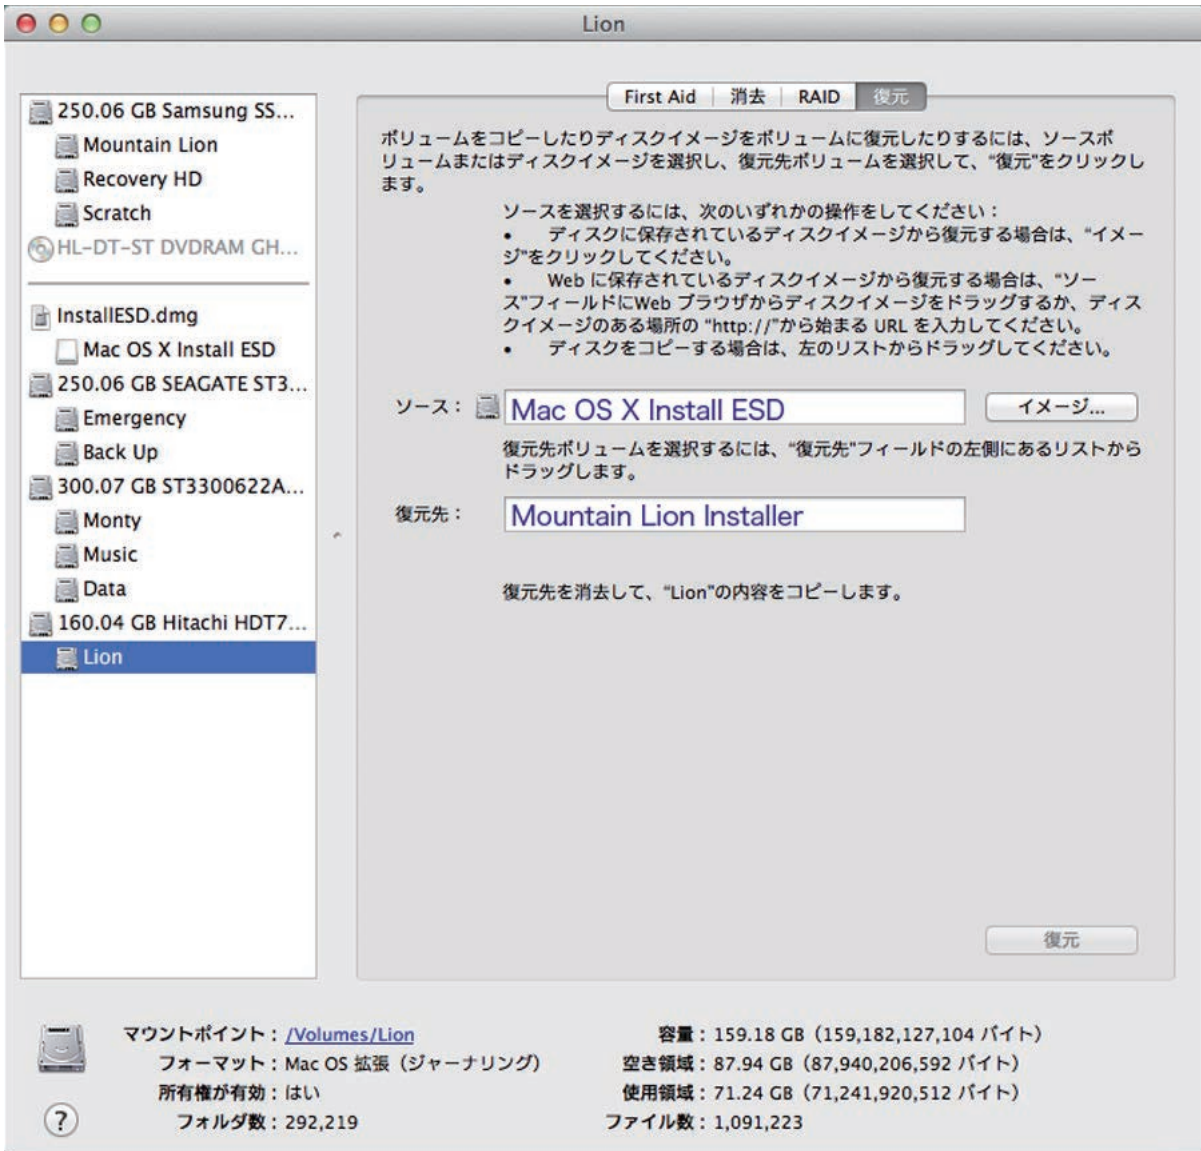 Lion
250.06 GB Samsung SS...
Mountain Lion
Recovery HD
Scratch
HL-DT-ST DVDRAM GH...
InstallESD.dmg
Mac OS X Install ESD
250.06 GB SEAGATE ST3...
Emergency
Back Up
300.07 GB ST3300622A...
Monty
Music
Data
160.04 GB Hitachi HDT7...
Lion
First Aid 消去 RAID 復元
ボリュームをコピーしたりディスクイメージをボリュームに復元したりするには、ソースボ
リュームまたはディスクイメージを選択し、復元先ボリュームを選択して、“復元”をクリックし
ます。
ソースを選択するには、次のいずれかの操作をしてください：
• ディスクに保存されているディスクイメージから復元する場合は、“イメー
ジ”をクリックしてください。
• Web に保存されているディスクイメージから復元する場合は、“ソー
ス”フィールドにWeb ブラウザからディスクイメージをドラッグするか、ディス
クイメージのある場所の “http://”から始まる URL を入力してください。
• ディスクをコピーする場合は、左のリストからドラッグしてください。
ソース： Mac OS X Install ESD イメージ...
復元先ボリュームを選択するには、“復元先”フィールドの左側にあるリストから
ドラッグします。
復元先： Mountain Lion Installer
復元先を消去して、“Lion”の内容をコピーします。
復元
マウントポイント：/Volumes/Lion
フォーマット：Mac OS 拡張（ジャーナリング）
所有権が有効：はい
フォルダ数：292,219
容量：159.18 GB（159,182,127,104 バイト）
空き領域：87.94 GB（87,940,206,592 バイト）
使用領域：71.24 GB（71,241,920,512 バイト）
ファイル数：1,091,223
?